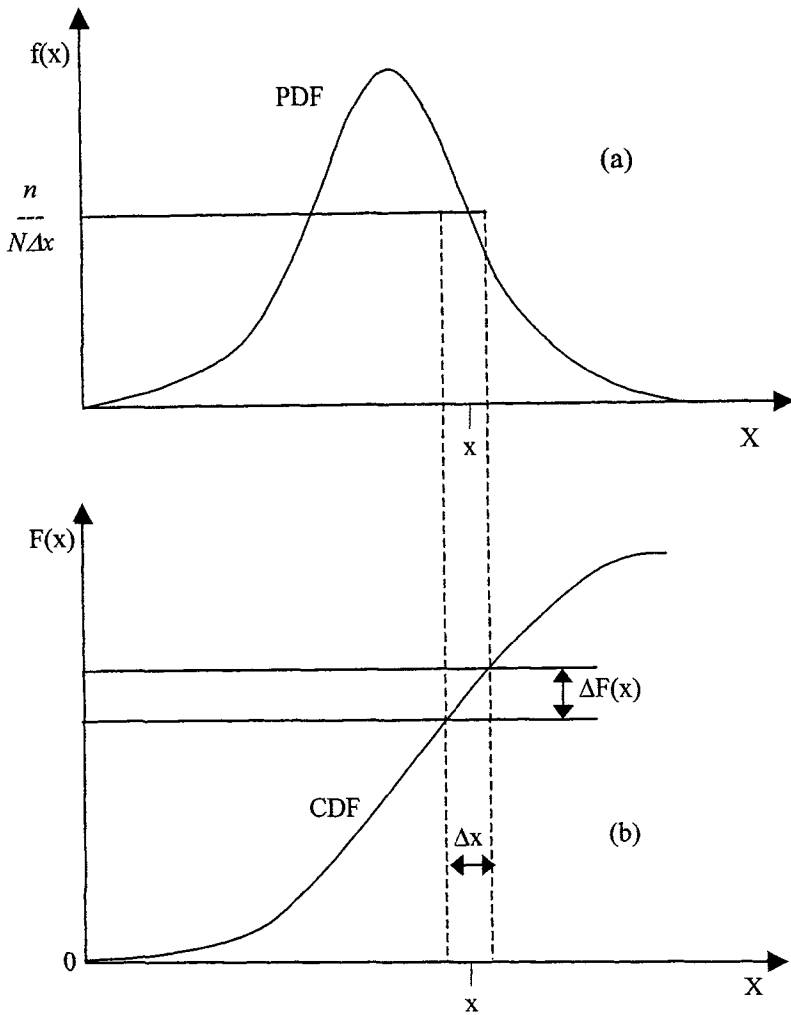 f(x)
PDF
(a)
n
---
NΔx
x
X
F(x)
ΔF(x)
CDF
(b)
Δx
0
x
X